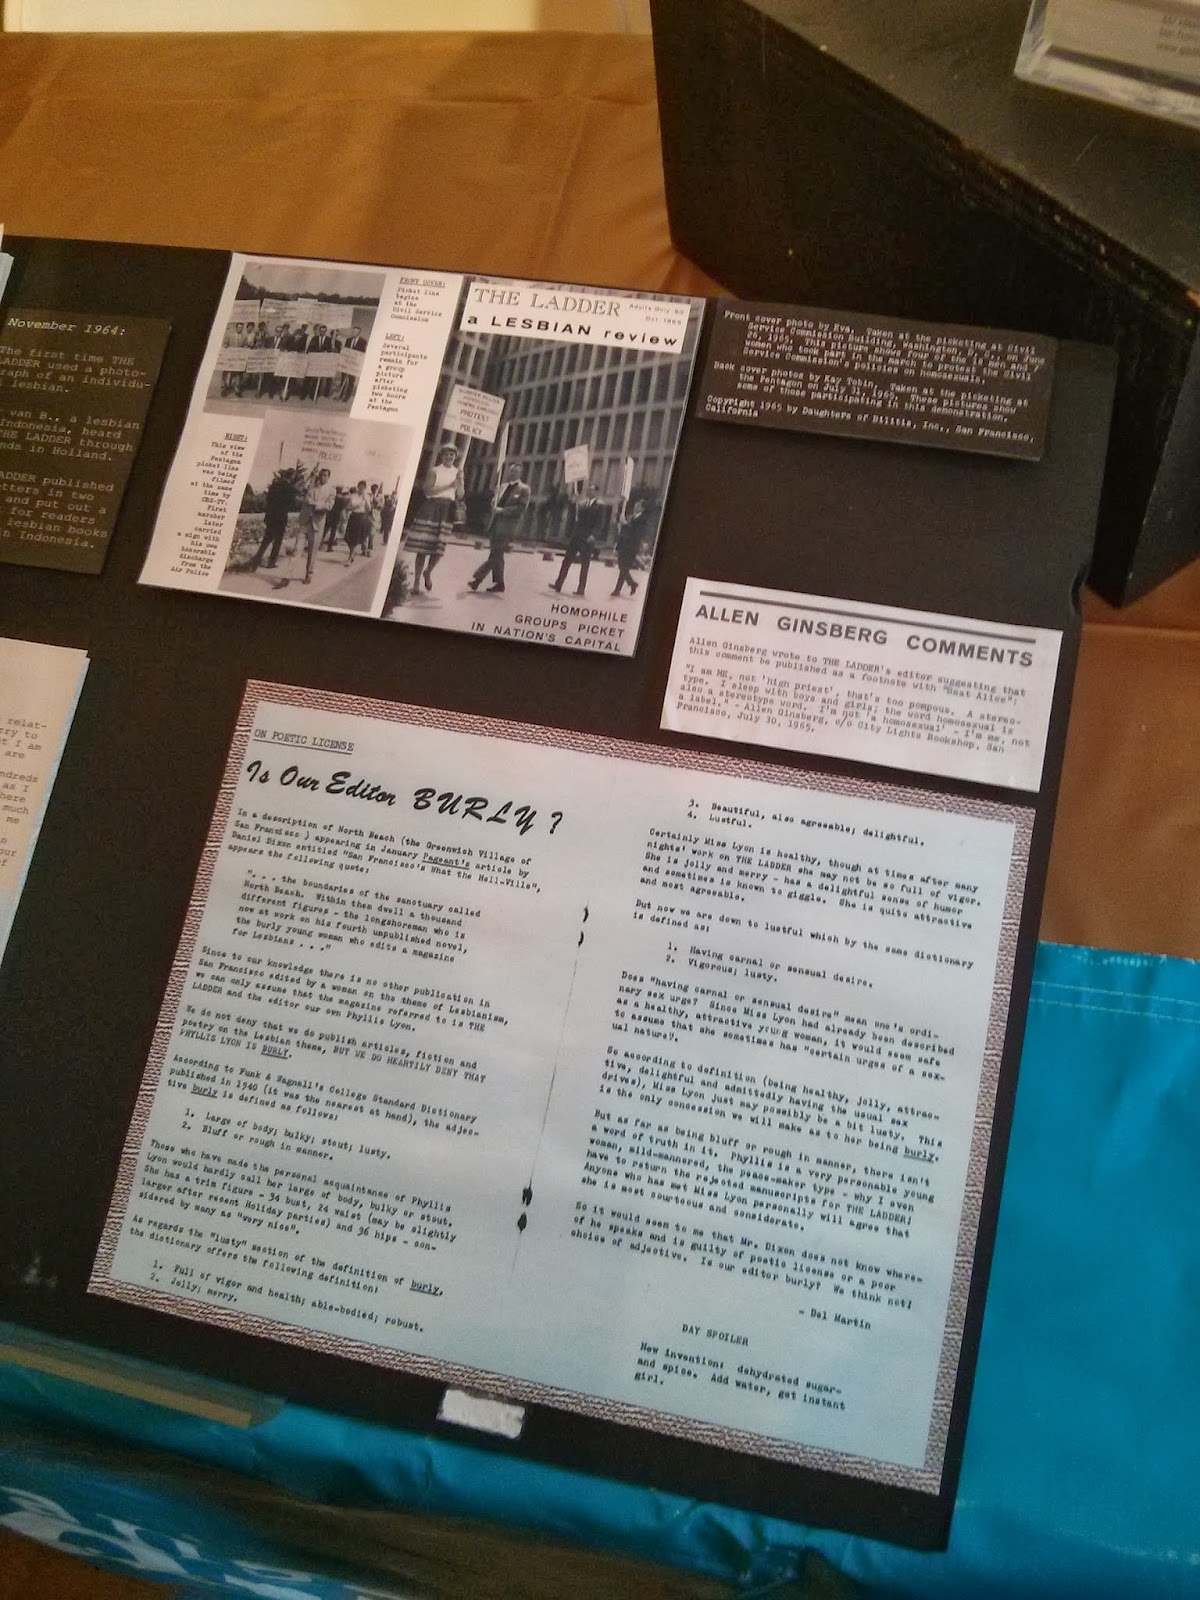 November 1964:
The first time THE
LADDER used a photo-
raph of an individu-
lesbian.
van B., a lesbian
Indonesia, heard
THE LADDER through
nds in Holland.
ADDER published
etters in two
and put out a
for readers
lesbian books
in Indonesia.
relat-
rry to
t I am
are
ndreds
as I
here
much
me
n
our
of
FRONT COVER:
Picket line
begins
at the
Civil Service
Commission
LEFT:
Several
participants
remain for
a group
picture
after
picketing
two hours
at the
Pentagon
RIGHT:
This view
of the
Pentagon
picket line
was being
filmed
at the same
time by
CBS-TV.
First
marcher
later
carried
a sign with
his own
honorable
discharge
from the
Air Police
THE LADDER
Adults Only
Oct. 1965
a LESBIAN review
PROTEST
POLICY
HOMOPHILE
GROUPS PICKET
IN NATION'S CAPITAL
Front cover photo by Eva. Taken at the picketing at Civil
Service Commission building, Washington, D. C., on June
26, 1965. This picture shows four of the 18 men and 7
women who took part in the march to protest the Civil
Service Commission's policies on homosexuals.
Back cover photos by Kay Tobin. Taken at the picketing at
the Pentagon on July 31, 1965. Those pictures show
some of those participating in this demonstration.
Copyright 1965 by Daughters of Bilitis, Inc., San Francisco,
California
ALLEN GINSBERG COMMENTS
Allen Ginsberg wrote to THE LADDER's editor suggesting that
this comment be published as a footnote with "Beat Alice":
"I am ME, not 'high priest', that's too pompous. A stereo-
type. I sleep with boys and girls; the word homosexual is
also a stereotype word. I'm not 'a homosexual' - I'm me, not
a label." - Allen Ginsberg, c/o City Lights Bookshop, San
Francisco, July 30, 1965.
ON POETIC LICENSE
Is Our Editor BURLY?
In a description of North Beach (the Greenwich Village of
San Francisco) appearing in January Pageant's article by
Daniel Dixon entitled "San Francisco's What the Hell-Ville",
appears the following quote:
". . . the boundaries of the sanctuary called
North Beach. Within them dwell a thousand
different figures - the longshoreman who is
now at work on his fourth unpublished novel,
the burly young woman who edits a magazine
for Lesbians . . ."
Since to our knowledge there is no other publication in
San Francisco edited by a woman on the theme of Lesbianism,
we can only assume that the magazine referred to is THE
LADDER and the editor our own Phyllis Lyon.
We do not deny that we do publish articles, fiction and
poetry on the Lesbian theme, BUT WE DO HEARTILY DENY THAT
PHYLLIS LYON IS BURLY.
According to Funk & Wagnall's College Standard Dictionary
published in 1940 (it was the nearest at hand), the adjec-
tive burly is defined as follows:
1. Large of body; bulky; stout; lusty.
2. Bluff or rough in manner.
Those who have made the personal acquaintance of Phyllis
Lyon would hardly call her large of body, bulky or stout.
She has a trim figure - 34 bust, 24 waist (may be slightly
larger after recent Holiday parties) and 36 hips - con-
sidered by many as "very nice".
As regards the "lusty" section of the definition of burly,
the dictionary offers the following definition:
1. Full of vigor and health; able-bodied; robust.
2. Jolly; merry.
3. Beautiful, also agreeable; delightful.
4. Lustful.
Certainly Miss Lyon is healthy, though at times after many
nights' work on THE LADDER she may not be so full of vigor.
She is jolly and merry - has a delightful sense of humor
and sometimes is known to giggle. She is quite attractive
and most agreeable.
But now we are down to lustful which by the same dictionary
is defined as:
1. Having carnal or sensual desire.
2. Vigorous; lusty.
Does "having carnal or sensual desire" mean one's ordi-
nary sex urge? Since Miss Lyon had already been described
as a healthy, attractive young woman, it would seem safe
to assume that she sometimes has "certain urges of a sex-
ual nature".
So according to definition (being healthy, jolly, attrac-
tive, delightful and admittedly having the usual sex
drives), Miss Lyon just may possibly be a bit lusty. This
is the only concession we will make as to her being burly.
But as far as being bluff or rough in manner, there isn't
a word of truth in it. Phyllis is a very personable young
woman, mild-mannered, the peace-maker type - why I even
have to return the rejected manuscripts for THE LADDER!
Anyone who has met Miss Lyon personally will agree that
she is most courteous and considerate.
So it would seem to me that Mr. Dixon does not know where-
of he speaks and is guilty of poetic license or a poor
choice of adjective. Is our editor burly? We think not!
- Del Martin
DAY SPOILER
New invention: dehydrated sugar-
and spice. Add water, get instant
girl.